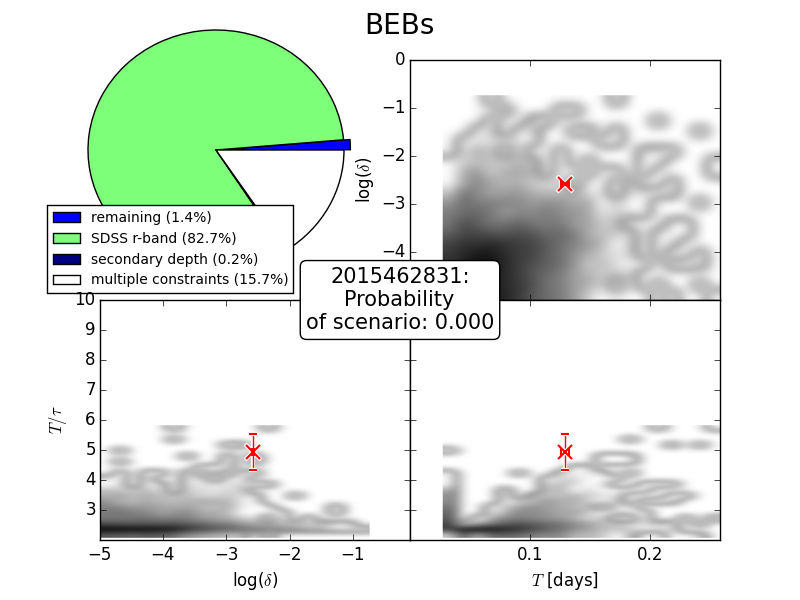 BEBs
remaining (1.4%)
SDSS r-band (82.7%)
secondary depth (0.2%)
multiple constraints (15.7%)
0
−1
−2
−3
−4
log(δ)
2015462831:
Probability
of scenario: 0.000
10
9
8
7
6
5
4
3
T/τ
−5 −4 −3 −2 −1
log(δ)
0.1 0.2
T [days]